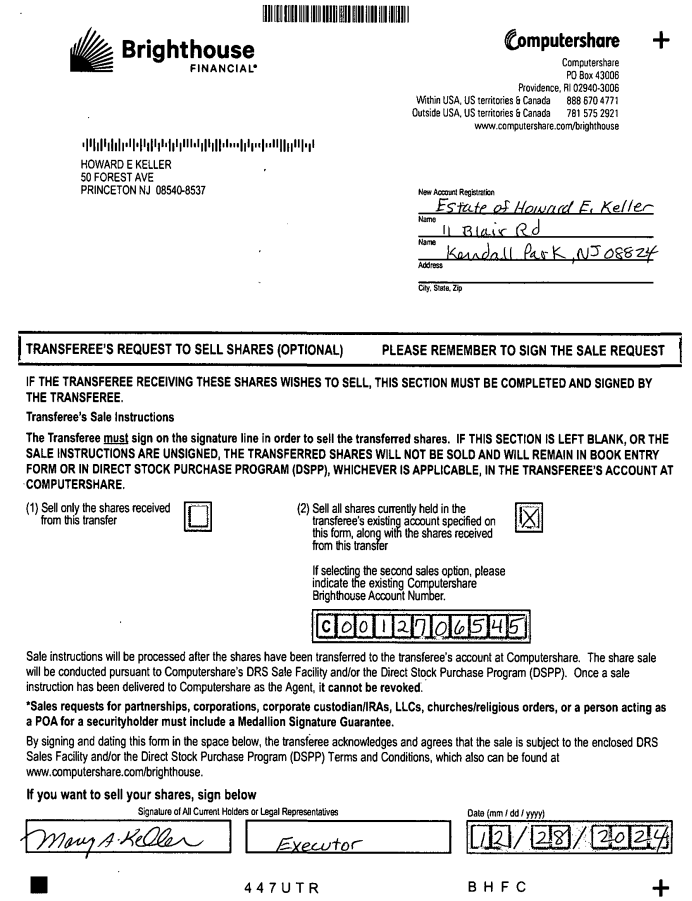 Brighthouse
FINANCIAL®
Computershare
Computershare
PO Box 43006
Providence, RI 02940-3006
Within USA, US territories & Canada 888 670 4771
Outside USA, US territories & Canada 781 575 2921
www.computershare.com/brighthouse
HOWARD E KELLER
50 FOREST AVE
PRINCETON NJ 08540-8537
New Account Registration
Estate of Howard E. Keller
Name
11 Blair Rd
Name
Kendall Park, NJ 08824
Address
City, State, Zip
TRANSFEREE'S REQUEST TO SELL SHARES (OPTIONAL) PLEASE REMEMBER TO SIGN THE SALE REQUEST
IF THE TRANSFEREE RECEIVING THESE SHARES WISHES TO SELL, THIS SECTION MUST BE COMPLETED AND SIGNED BY
THE TRANSFEREE.
Transferee's Sale Instructions
The Transferee must sign on the signature line in order to sell the transferred shares. IF THIS SECTION IS LEFT BLANK, OR THE
SALE INSTRUCTIONS ARE UNSIGNED, THE TRANSFERRED SHARES WILL NOT BE SOLD AND WILL REMAIN IN BOOK ENTRY
FORM OR IN DIRECT STOCK PURCHASE PROGRAM (DSPP), WHICHEVER IS APPLICABLE, IN THE TRANSFEREE'S ACCOUNT AT
COMPUTERSHARE.
(1) Sell only the shares received
from this transfer
(2) Sell all shares currently held in the
transferee's existing account specified on
this form, along with the shares received
from this transfer
X
If selecting the second sales option, please
indicate the existing Computershare
Brighthouse Account Number.
C0012706545
Sale instructions will be processed after the shares have been transferred to the transferee's account at Computershare. The share sale
will be conducted pursuant to Computershare's DRS Sale Facility and/or the Direct Stock Purchase Program (DSPP). Once a sale
instruction has been delivered to Computershare as the Agent, it cannot be revoked.
*Sales requests for partnerships, corporations, corporate custodian/IRAs, LLCs, churches/religious orders, or a person acting as
a POA for a securityholder must include a Medallion Signature Guarantee.
By signing and dating this form in the space below, the transferee acknowledges and agrees that the sale is subject to the enclosed DRS
Sales Facility and/or the Direct Stock Purchase Program (DSPP) Terms and Conditions, which also can be found at
www.computershare.com/brighthouse.
If you want to sell your shares, sign below
Signature of All Current Holders or Legal Representatives
Date (mm / dd / yyyy)
Mary A. Keller
Executor
12/28/2024
447UTR
BHFC